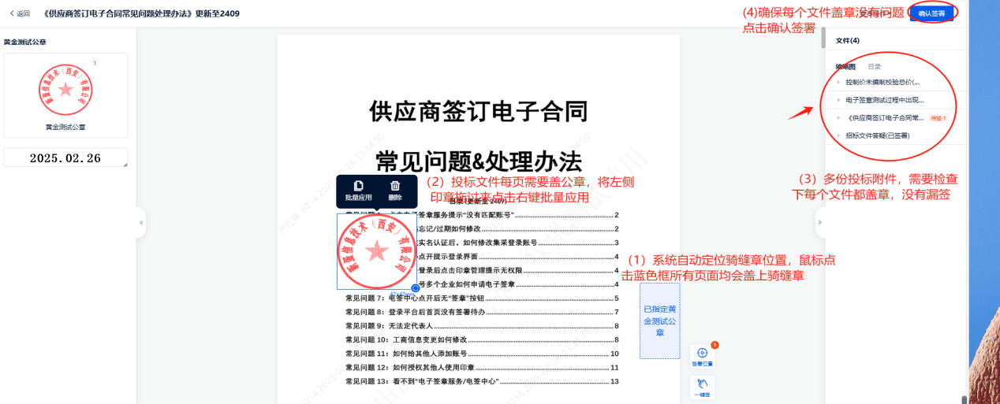 返回 《供应商签订电子合同常见问题处理办法》更新至2409
(4)确保每个文件盖章没有问题
点击确认签署
确认签署
黄金测试公章
1
黄金测试公章
2025.02.26
供应商签订电子合同
常见问题&处理办法
批量应用 删除
(2)投标文件每页需要盖公章,将左侧
印章拖过来点击右键批量应用
目录(更新至 2409)
签章服务提示“没有匹配账号” 2
忘记/过期如何修改 2
实名认证后,如何修改集采登录账号 3
点开提示登录界面 4
登录后点击印章管理提示无权限 4
号多个企业如何申请电子签章 4
常见问题 7:电签中心点开后无“签章”按钮 5
常见问题 8:登录平台后首页没有签署待办 7
常见问题 9:无法定代表人 8
常见问题 10:工商信息变更如何修改 8
常见问题 11:如何给其他人添加账号 10
常见问题 12:如何授权其他人使用印章 11
常见问题 13:看不到“电子签章服务/电签中心” 13
(1)系统自动定位骑缝章位置,鼠标点
击蓝色框所有页面均会盖上骑缝章
已指定黄
金测试公
章
1
签署位置
一键签
文件(4)
缩略图 目录
控制价未编制校验总价(...
电子签章测试过程中出现...
《供应商签订电子合同常... 待签·1
招标文件答疑(已签署)
(3)多份投标附件,需要检查
下每个文件都盖章,没有漏签